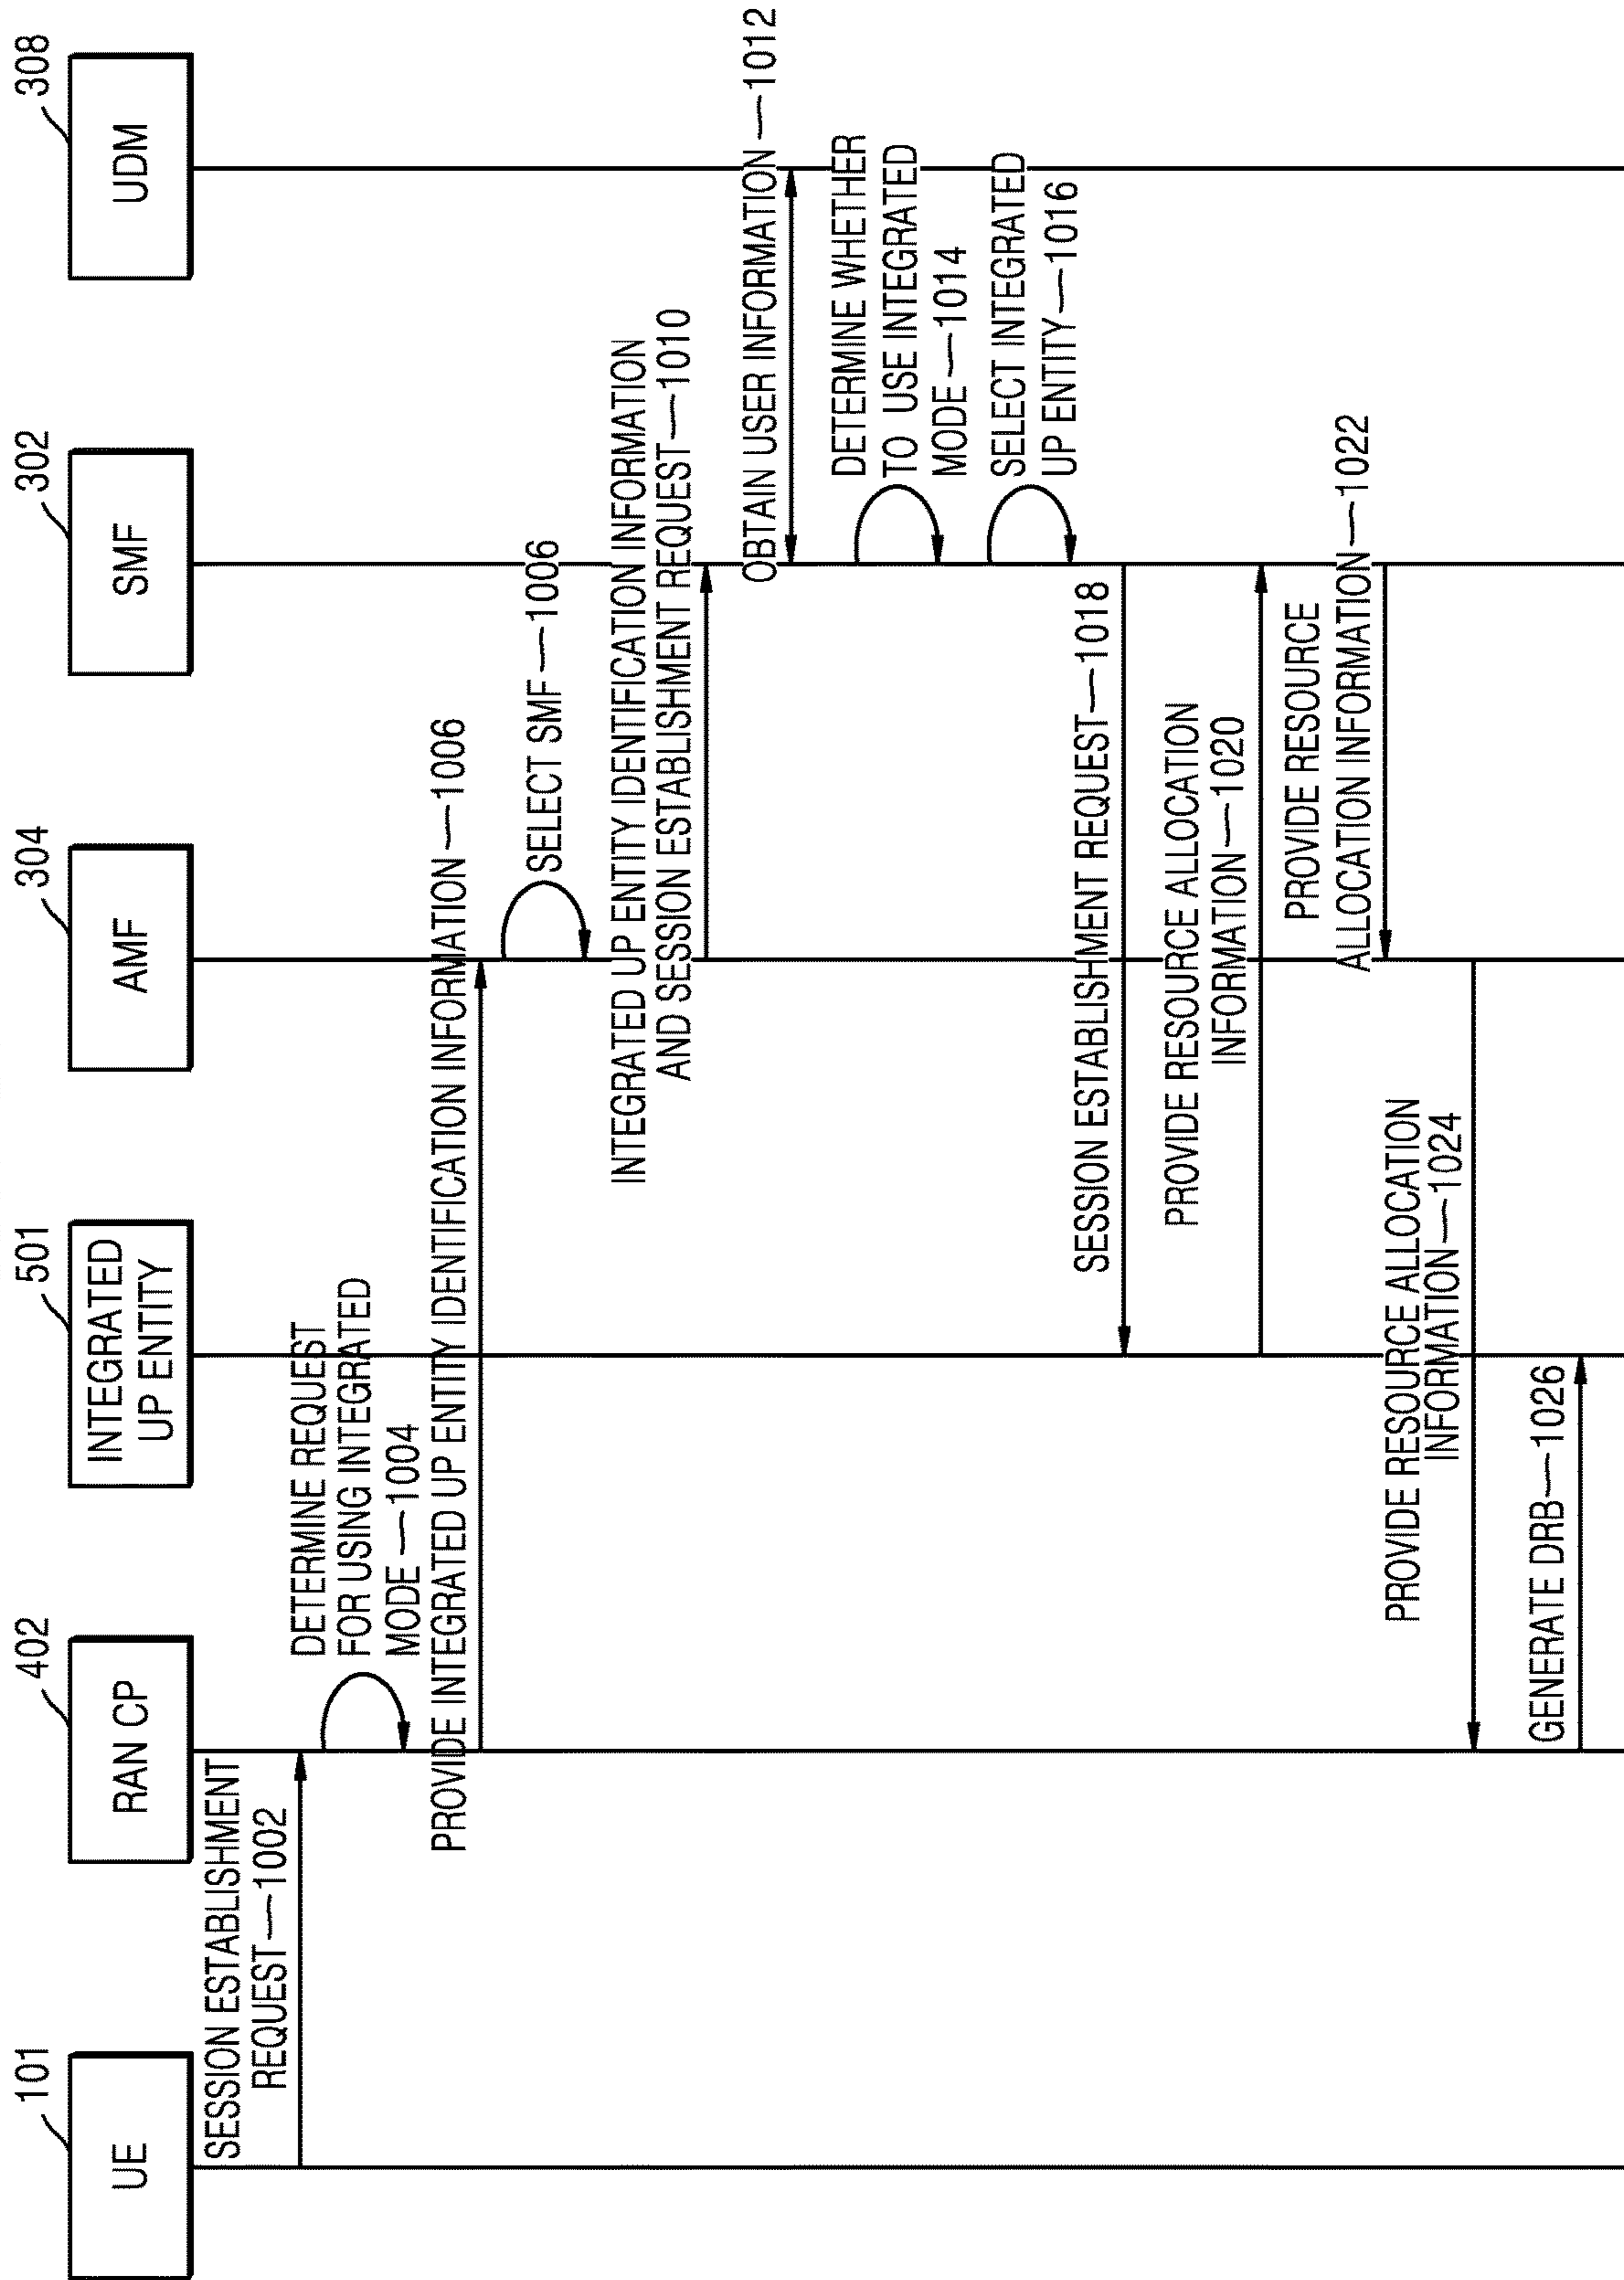 101
402
501
304
302
308
UE
RAN CP
INTEGRATED
UP ENTITY
AMF
SMF
UDM
SESSION ESTABLISHMENT
REQUEST—1002
DETERMINE REQUEST
FOR USING INTEGRATED
MODE—1004
PROVIDE INTEGRATED UP ENTITY IDENTIFICATION INFORMATION—1006
SELECT SMF—1006
INTEGRATED UP ENTITY IDENTIFICATION INFORMATION
AND SESSION ESTABLISHMENT REQUEST—1010
OBTAIN USER INFORMATION—1012
DETERMINE WHETHER
TO USE INTEGRATED
MODE—1014
SELECT INTEGRATED
UP ENTITY—1016
SESSION ESTABLISHMENT REQUEST—1018
PROVIDE RESOURCE ALLOCATION
INFORMATION—1020
PROVIDE RESOURCE
ALLOCATION INFORMATION—1022
PROVIDE RESOURCE ALLOCATION
INFORMATION—1024
GENERATE DRB—1026